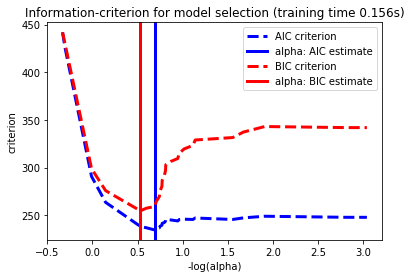 Information-criterion for model selection (training time 0.156s)
450
400
350
300
250
criterion
AIC criterion
alpha: AIC estimate
BIC criterion
alpha: BIC estimate
−0.5
0.0
0.5
1.0
1.5
2.0
2.5
3.0
-log(alpha)